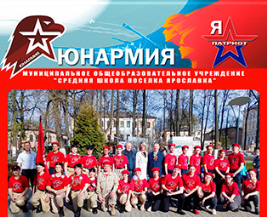 ЮНАРМИЯ
Я
ПАТРИОТ
МУНИЦИПАЛЬНОЕ ОБЩЕОБРАЗОВАТЕЛЬНОЕ УЧРЕЖДЕНИЕ
"СРЕДНЯЯ ШКОЛА ПОСЕЛКА ЯРОСЛАВКА"